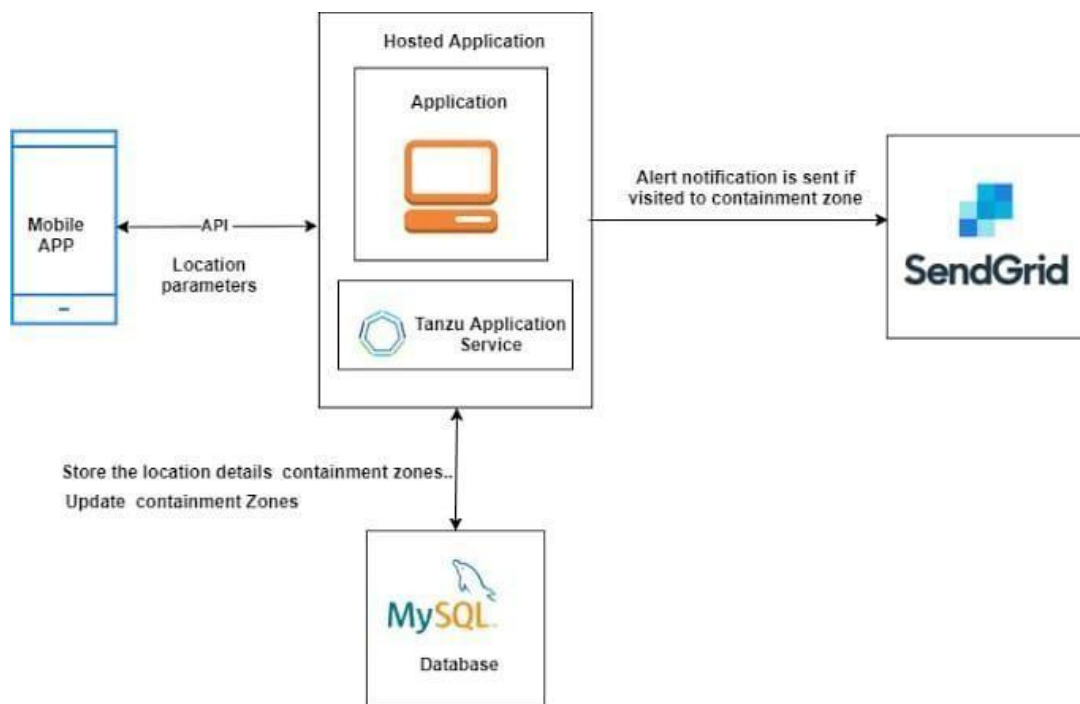 Hosted Application
Application
Mobile
APP
API
Location
parameters
Tanzu Application
Service
Alert notification is sent if
visited to containment zone
SendGrid
Store the location details  containment zones..
Update  containment Zones
MySQL
Database